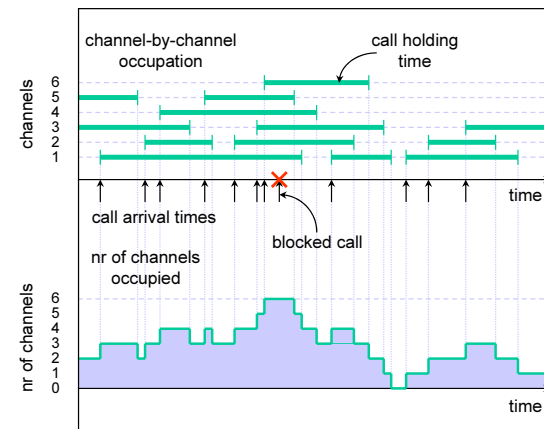 channel-by-channel
occupation
call holding
time
channels
6
5
4
3
2
1
time
call arrival times
blocked call
nr of channels
occupied
nr of channels
6
5
4
3
2
1
0
time